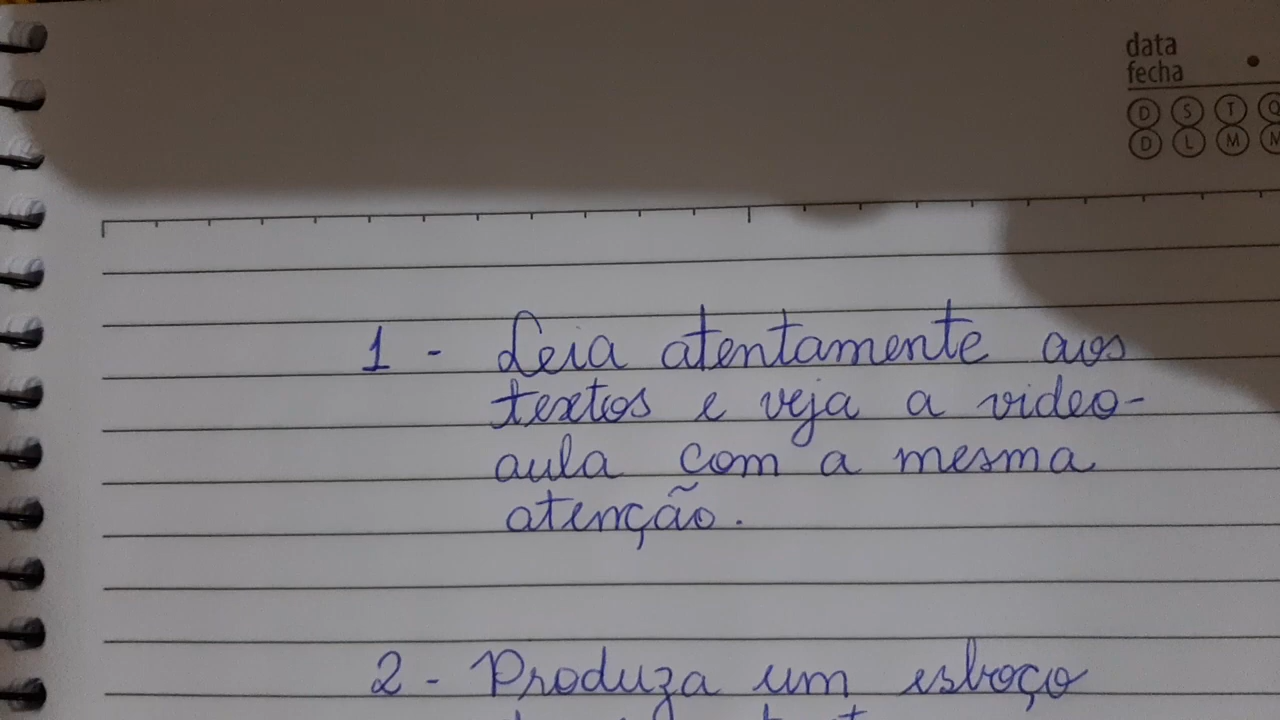 data
fecha
D S T Q
D L M M
1 - Leia atentamente aos
textos e veja a video-
aula com a mesma
atenção.
2 - Produza um esboço